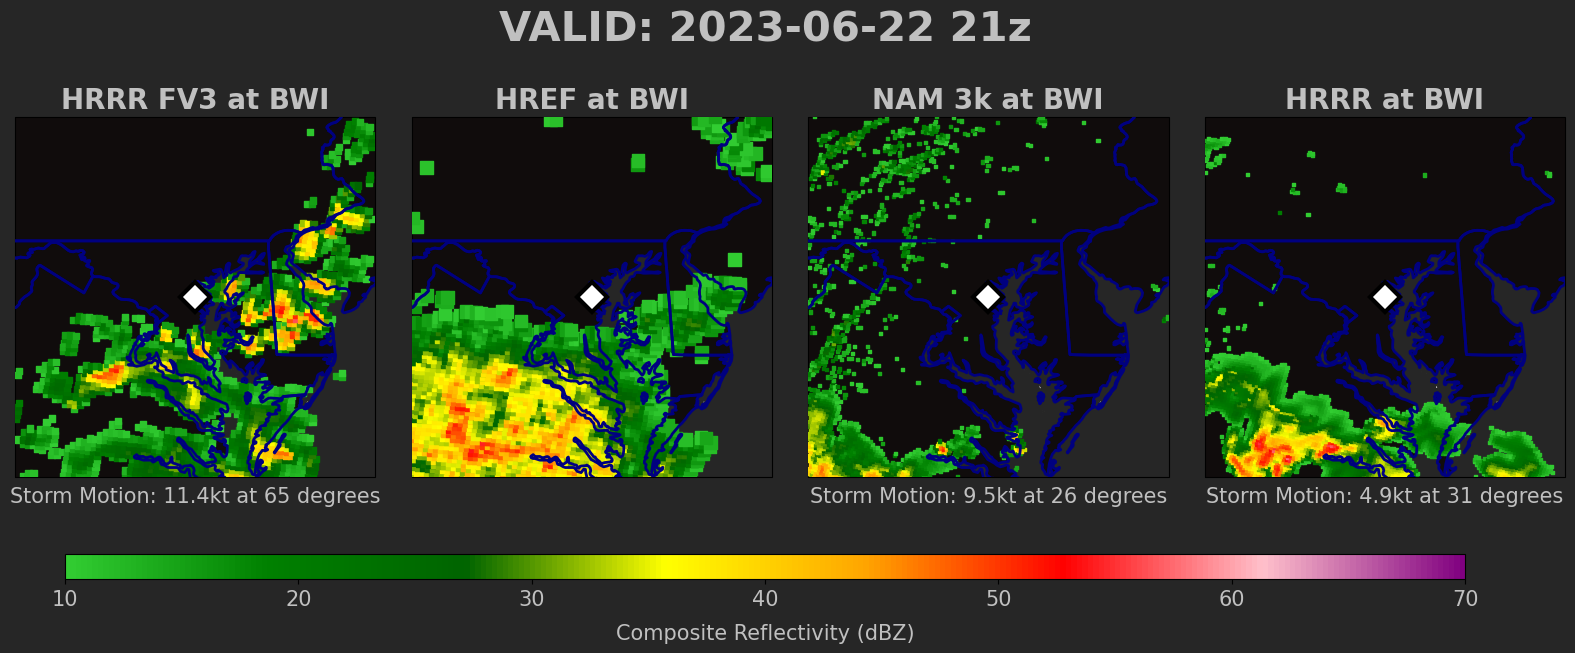 VALID: 2023-06-22 21z
HRRR FV3 at BWI
HREF at BWI
NAM 3k at BWI
HRRR at BWI
Storm Motion: 11.4kt at 65 degrees
Storm Motion: 9.5kt at 26 degrees
Storm Motion: 4.9kt at 31 degrees
10 20 30 40 50 60 70
Composite Reflectivity (dBZ)